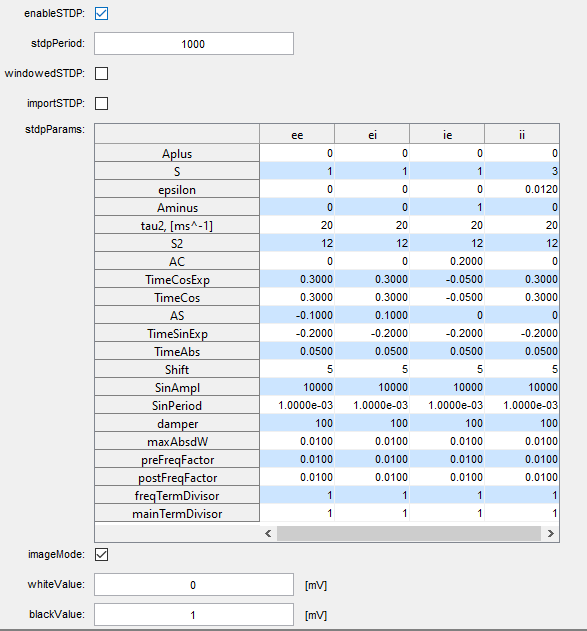 enableSTDP:
stdpPeriod: 1000
windowedSTDP:
importSTDP:
stdpParams:
ee ei ie ii
Aplus 0 0 0 0
S 1 1 1 3
epsilon 0 0 0 0.0120
Aminus 0 0 1 0
tau2, [ms^-1] 20 20 20 20
S2 12 12 12 12
AC 0 0 0.2000 0
TimeCosExp 0.3000 0.3000 -0.0500 0.3000
TimeCos 0.3000 0.3000 -0.0500 0.3000
AS -0.1000 0.1000 0 0
TimeSinExp -0.2000 -0.2000 -0.2000 -0.2000
TimeAbs 0.0500 0.0500 0.0500 0.0500
Shift 5 5 5 5
SinAmpl 10000 10000 10000 10000
SinPeriod 1.0000e-03 1.0000e-03 1.0000e-03 1.0000e-03
damper 100 100 100 100
maxAbsdW 0.0100 0.0100 0.0100 0.0100
preFreqFactor 0.0100 0.0100 0.0100 0.0100
postFreqFactor 0.0100 0.0100 0.0100 0.0100
freqTermDivisor 1 1 1 1
mainTermDivisor 1 1 1 1
imageMode:
whiteValue: 0 [mV]
blackValue: 1 [mV]